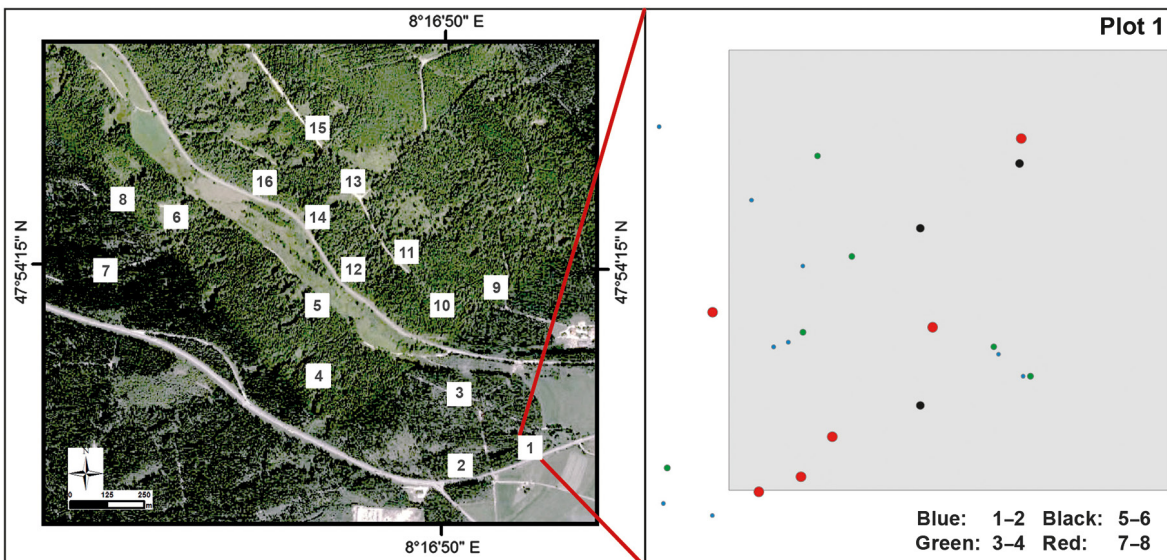 8°16'50" E
Plot 1
15
13
16
8
6
14
47°54'15" N
47°54'15" N
11
7
12
9
5
10
4
3
1
2
N
0 125 250
m
8°16'50" E
Blue: 1–2 Black: 5–6
Green: 3–4 Red: 7–8